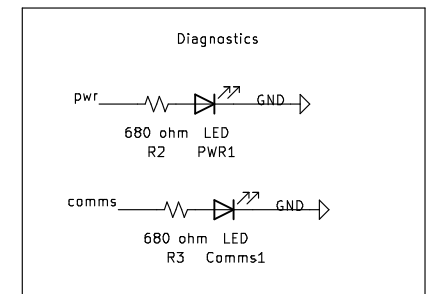 Diagnostics
pwr GND
680 ohm LED
R2 PWR1
comms GND
680 ohm LED
R3 Comms1